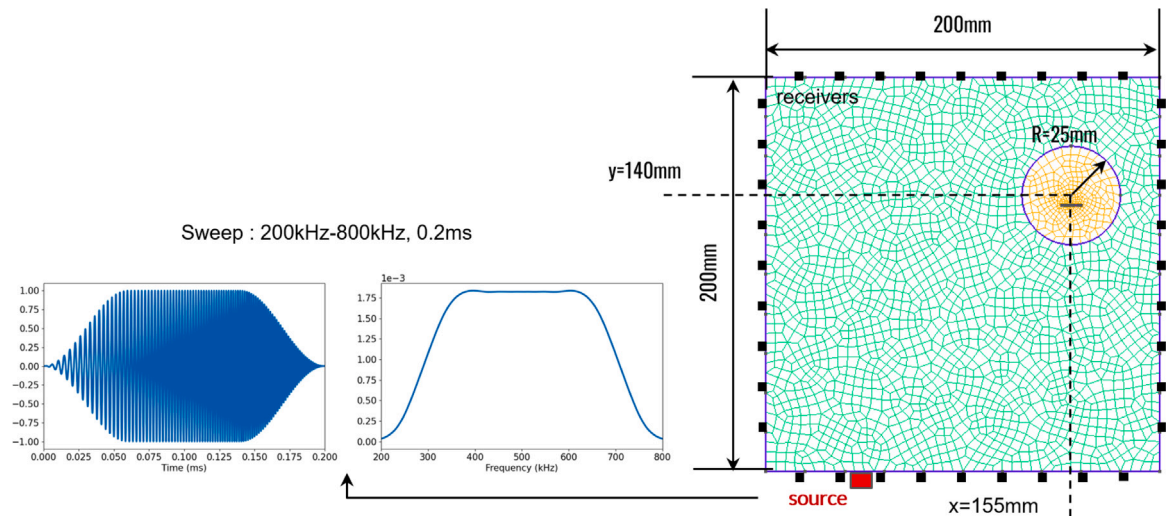 200mm
receivers
R=25mm
y=140mm
200mm
Sweep : 200kHz-800kHz, 0.2ms
1.00
0.75
0.50
0.25
0.00
−0.25
−0.50
−0.75
−1.00
0.000 0.025 0.050 0.075 0.100 0.125 0.150 0.175 0.200
Time (ms)
1e−3
1.75
1.50
1.25
1.00
0.75
0.50
0.25
0.00
200 300 400 500 600 700 800
Frequency (kHz)
source
x=155mm